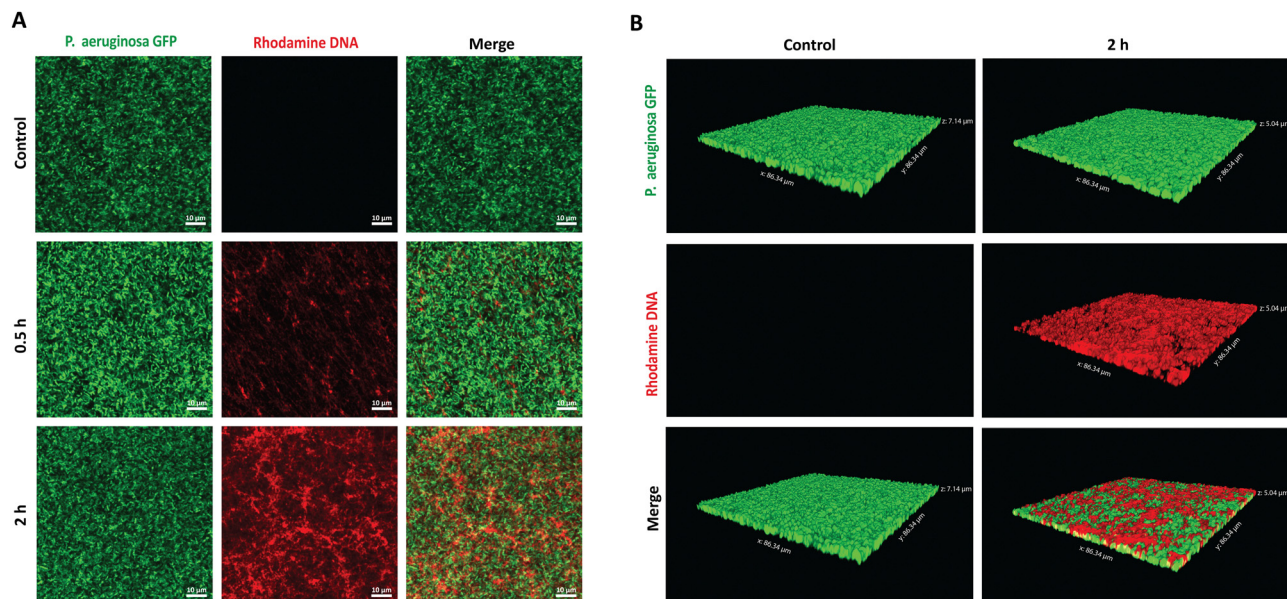 A
P. aeruginosa GFP
Rhodamine DNA
Merge
Control
10 µm
10 µm
10 µm
0.5 h
10 µm
10 µm
10 µm
2 h
10 µm
10 µm
10 µm
B
Control
2 h
P. aeruginosa GFP
z: 7.14 µm
y: 86.34 µm
x: 86.34 µm
z: 5.04 µm
y: 86.34 µm
x: 86.34 µm
Rhodamine DNA
z: 5.04 µm
y: 86.34 µm
x: 86.34 µm
Merge
z: 7.14 µm
y: 86.34 µm
x: 86.34 µm
z: 5.04 µm
y: 86.34 µm
x: 86.34 µm